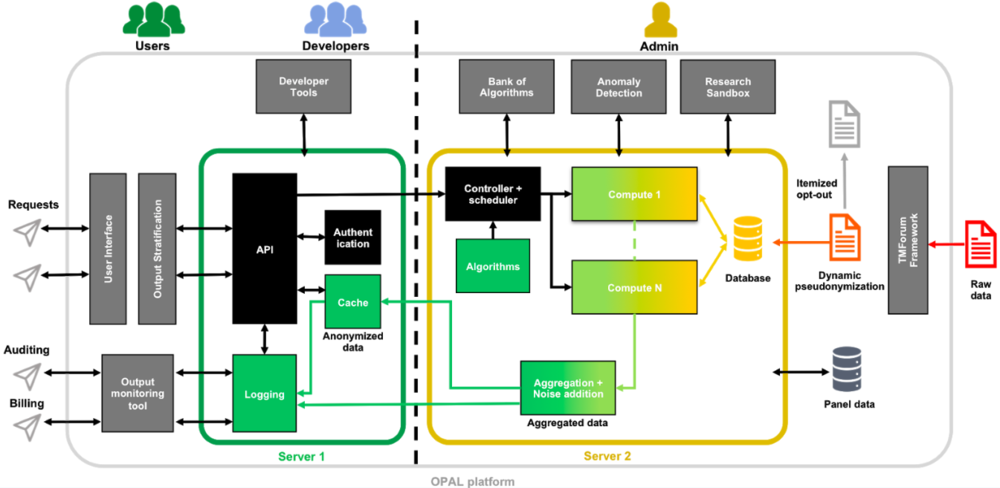 Users
Developers
Admin
Developer
Tools
Bank of
Algorithms
Anomaly
Detection
Research
Sandbox
Itemized
opt-out
Requests
User Interface
Output Stratification
API
Authent
ication
Cache
Anonymized
data
Controller +
scheduler
Algorithms
Compute 1
Compute N
Database
Dynamic
pseudonymization
TMForum
Framework
Raw
data
Auditing
Billing
Output
monitoring
tool
Logging
Aggregation +
Noise addition
Aggregated data
Panel data
Server 1
Server 2
OPAL platform